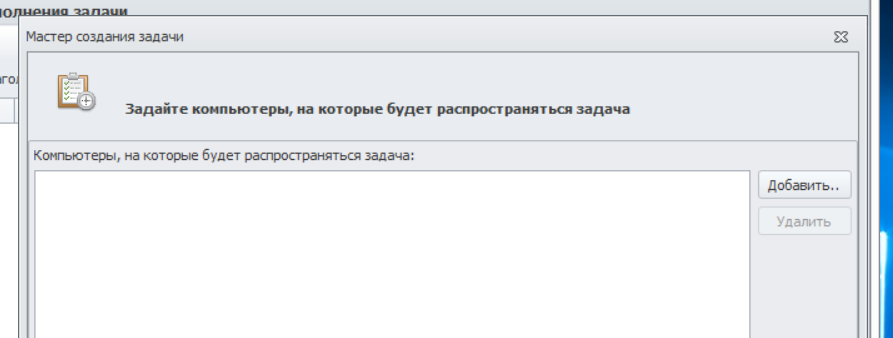 Мастер создания задачи
Задайте компьютеры, на которые будет распространяться задача
Компьютеры, на которые будет распространяться задача:
Добавить..
Удалить